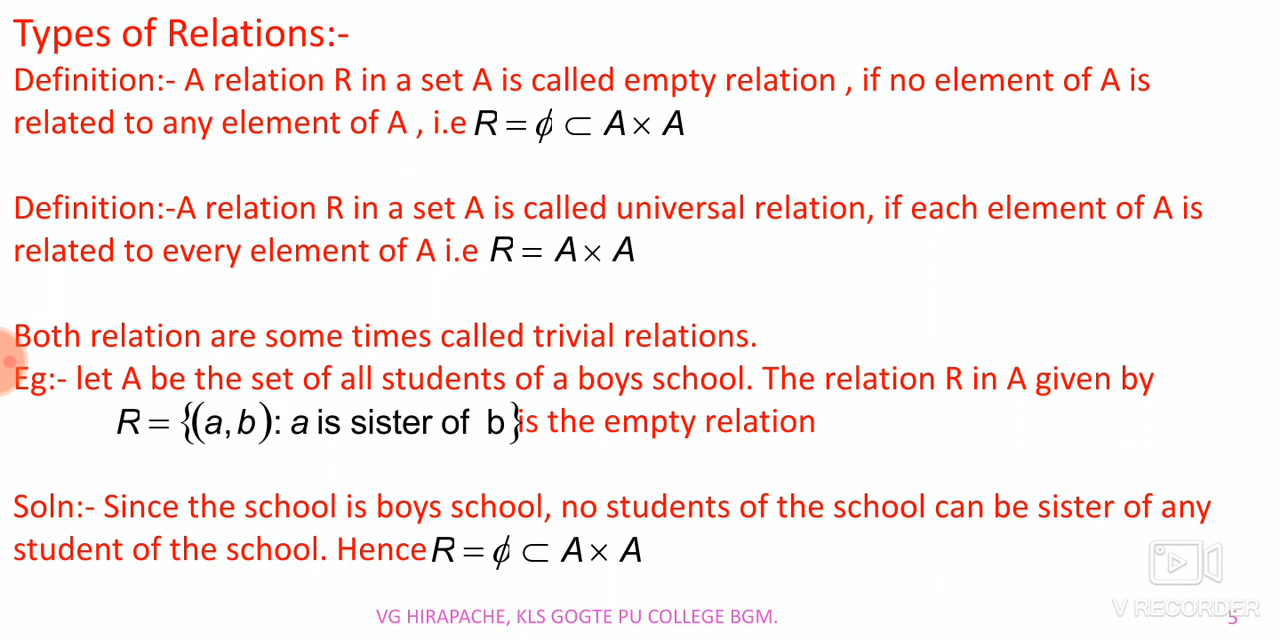 Types of Relations:-
Definition:- A relation R in a set A is called empty relation , if no element of A is
related to any element of A , i.e R = ϕ ⊂ A × A
Definition:-A relation R in a set A is called universal relation, if each element of A is
related to every element of A i.e R = A × A
Both relation are some times called trivial relations.
Eg:- let A be the set of all students of a boys school. The relation R in A given by
R = {(a, b): a is sister of b} is the empty relation
Soln:- Since the school is boys school, no students of the school can be sister of any
student of the school. Hence R = ϕ ⊂ A × A
VG HIRAPACHE, KLS GOGTE PU COLLEGE BGM.
V RECORDER
5